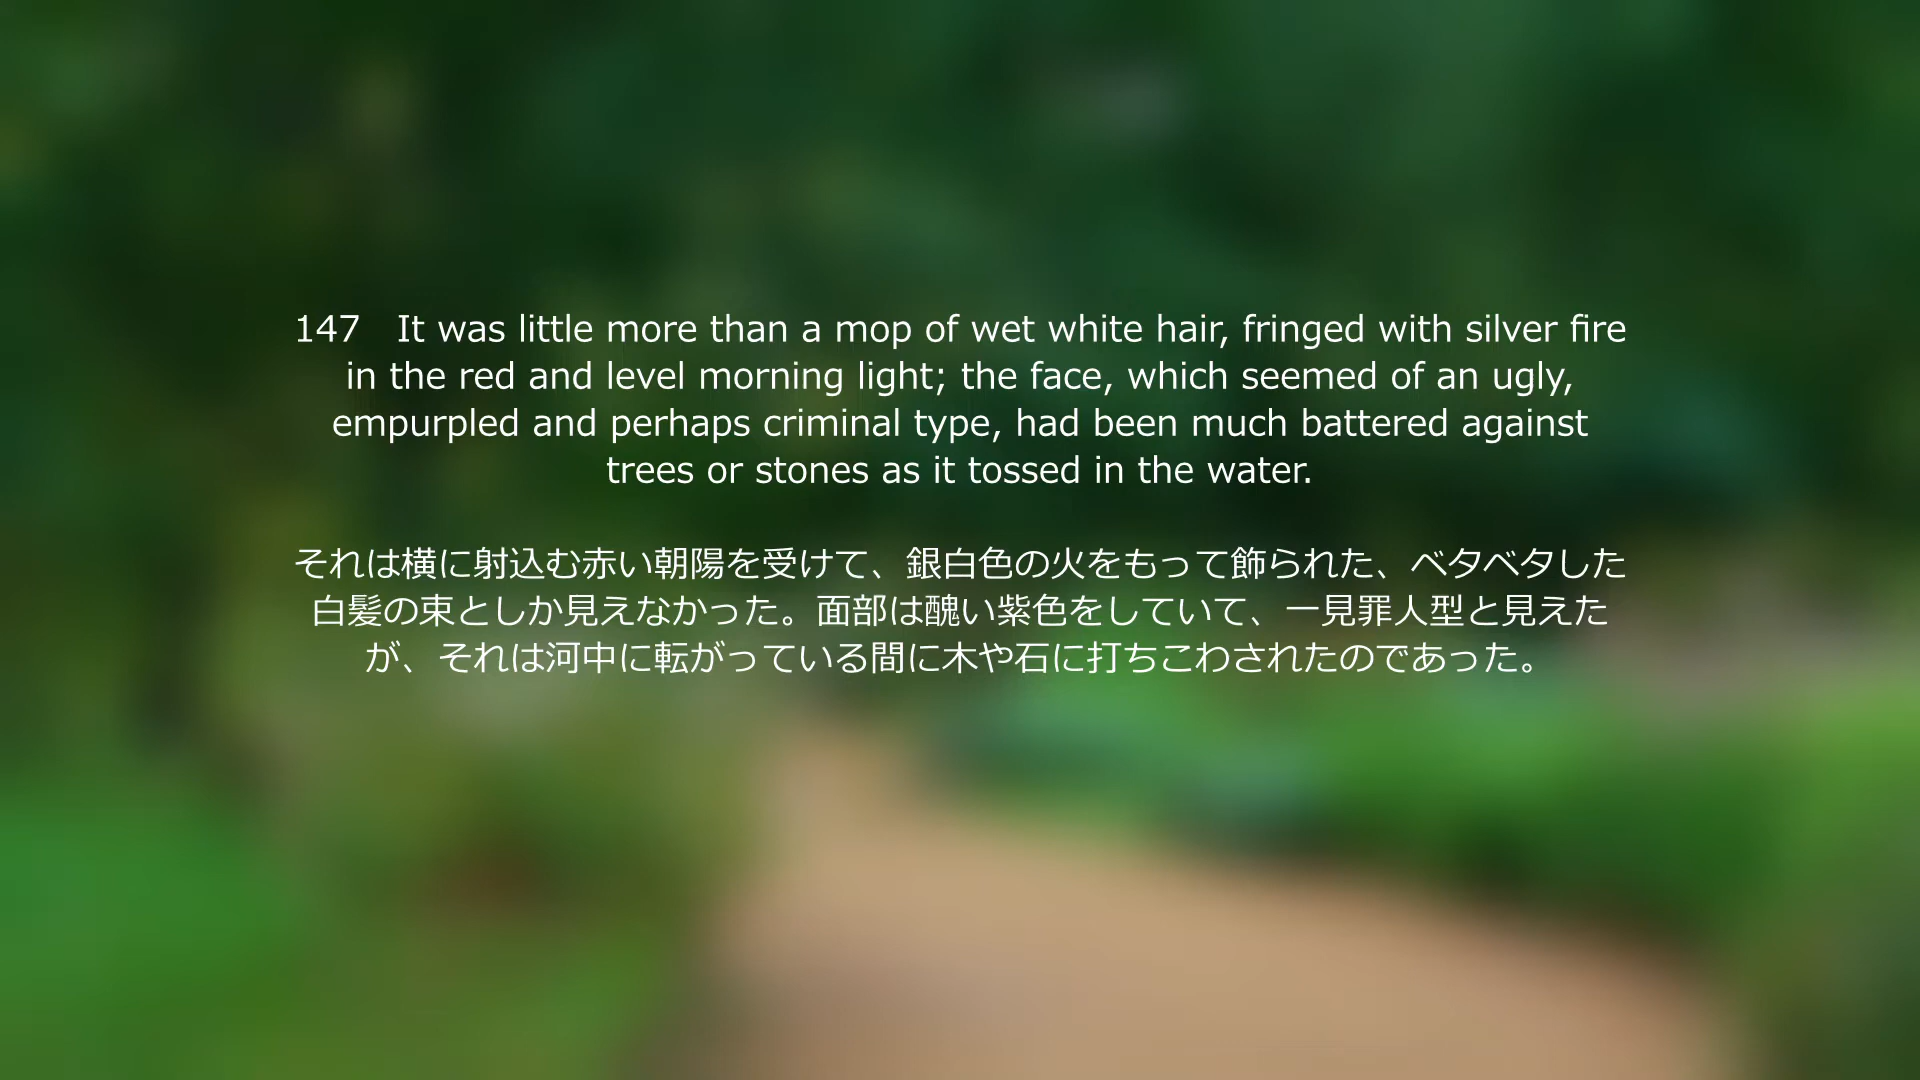 147　It was little more than a mop of wet white hair, fringed with silver fire
in the red and level morning light; the face, which seemed of an ugly,
empurpled and perhaps criminal type, had been much battered against
trees or stones as it tossed in the water.
それは横に射込む赤い朝陽を受けて、銀白色の火をもって飾られた、ベタベタした
白髪の束としか見えなかった。面部は醜い紫色をしていて、一見罪人型と見えた
が、それは河中に転がっている間に木や石に打ちこわされたのであった。